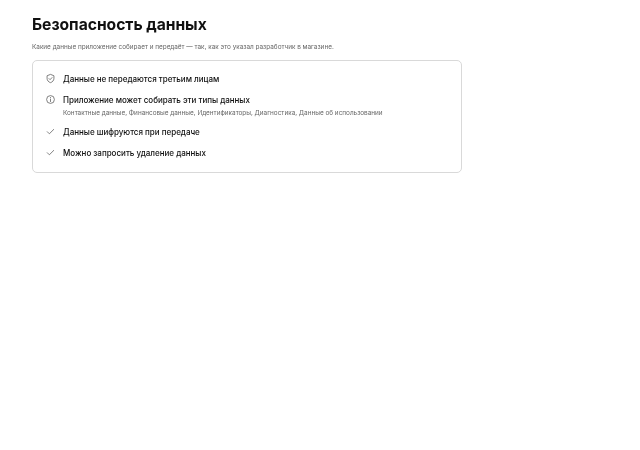 Безопасность данных
Какие данные приложение собирает и передаёт — так, как это указал разработчик в магазине.
Данные не передаются третьим лицам
Приложение может собирать эти типы данных
Контактные данные, Финансовые данные, Идентификаторы, Диагностика, Данные об использовании
Данные шифруются при передаче
Можно запросить удаление данных